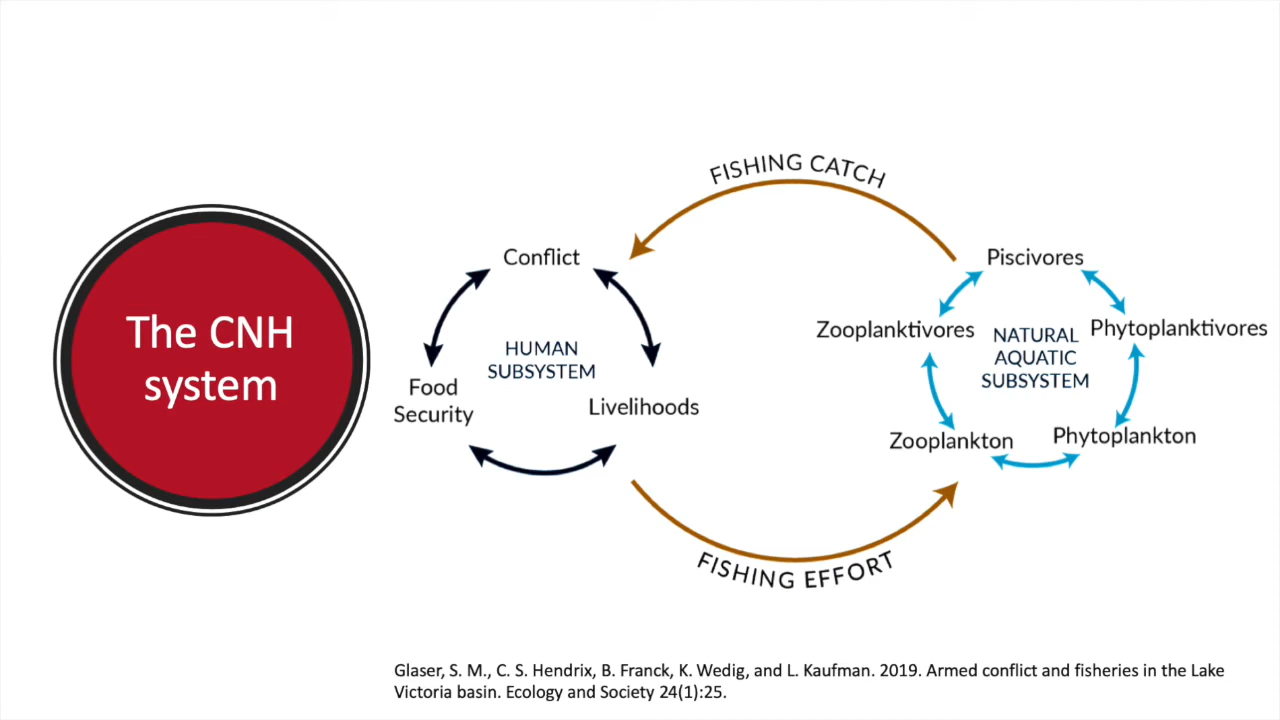 The CNH
system
FISHING CATCH
Conflict
HUMAN
SUBSYSTEM
Food
Security
Livelihoods
Piscivores
Zooplanktivores
Phytoplanktivores
NATURAL
AQUATIC
SUBSYSTEM
Zooplankton
Phytoplankton
FISHING EFFORT
Glaser, S. M., C. S. Hendrix, B. Franck, K. Wedig, and L. Kaufman. 2019. Armed conflict and fisheries in the Lake
Victoria basin. Ecology and Society 24(1):25.